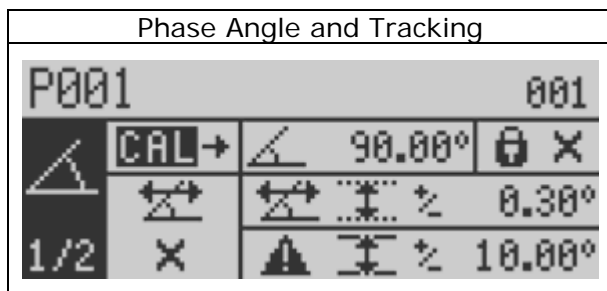 Phase Angle and Tracking
P001 001
CAL 90.00°
± 0.30°
1/2 ± 10.00°